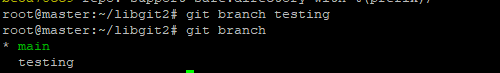 root@master:~/libgit2# git branch testing
root@master:~/libgit2# git branch
* main
  testing